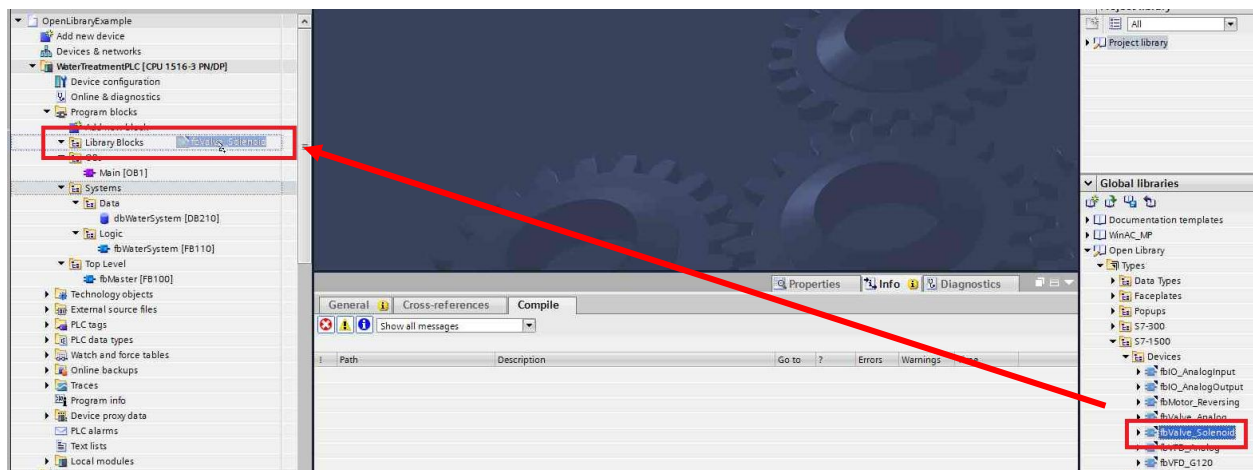 OpenLibraryExample
Add new device
Devices & networks
WaterTreatmentPLC [CPU 1516-3 PN/DP]
Device configuration
Online & diagnostics
Program blocks
Add new block
Library Blocks
fbValve_Solenoid
OBs
Main [OB1]
Systems
Data
dbWaterSystem [DB210]
Logic
fbWaterSystem [FB110]
Top Level
fbMaster [FB100]
Technology objects
External source files
PLC tags
PLC data types
Watch and force tables
Online backups
Traces
Program info
Device proxy data
PLC alarms
Text lists
Local modules
Properties
Info
Diagnostics
General
Cross-references
Compile
Show all messages
!
Path
Description
Go to
?
Errors
Warnings
Project library
All
Project library
Global libraries
Documentation templates
WinAC_MP
Open Library
Types
Data Types
Faceplates
Popups
S7-300
S7-1500
Devices
fbIO_AnalogInput
fbIO_AnalogOutput
fbMotor_Reversing
fbValve_Analog
fbValve_Solenoid
fbVFD_Analog
fbVFD_G120